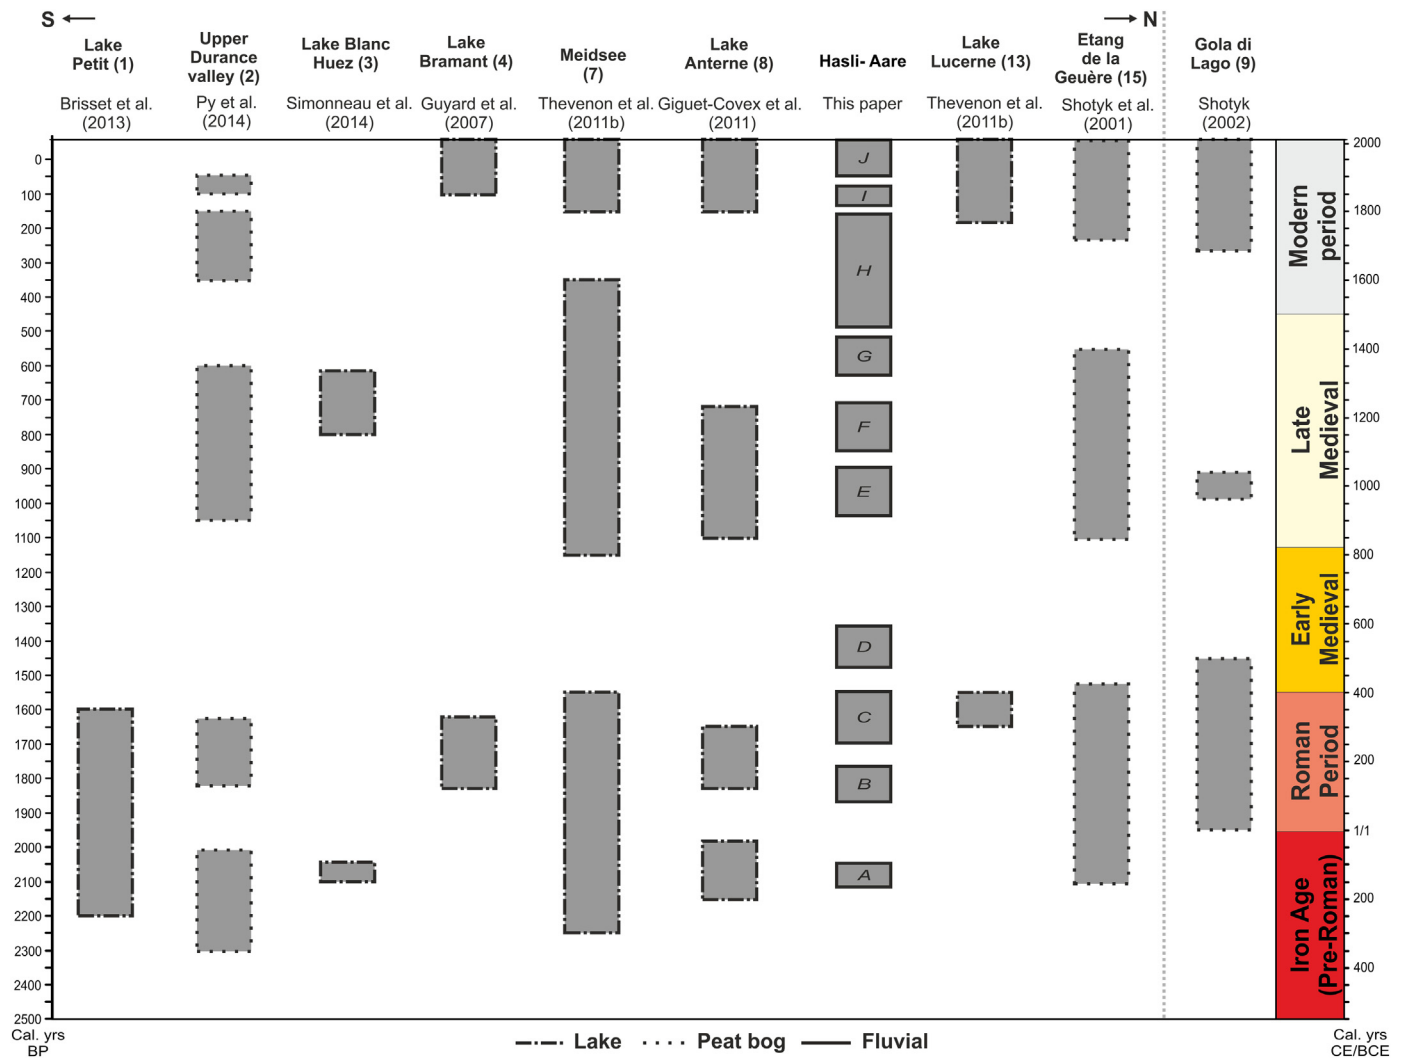 S
N
Lake
Petit (1)
Brisset et al.
(2013)
Upper
Durance
valley (2)
Py et al.
(2014)
Lake Blanc
Huez (3)
Simonneau et al.
(2014)
Lake
Bramant (4)
Guyard et al.
(2007)
Meidsee
(7)
Thevenon et al.
(2011b)
Lake
Anterne (8)
Giguet-Covex et al.
(2011)
Hasli- Aare
This paper
Lake
Lucerne (13)
Thevenon et al.
(2011b)
Etang
de la
Geuère (15)
Shotyk et al.
(2001)
Gola di
Lago (9)
Shotyk
(2002)
0
100
200
300
400
500
600
700
800
900
1000
1100
1200
1300
1400
1500
1600
1700
1800
1900
2000
2100
2200
2300
2400
2500
Cal. yrs
BP
J
I
H
G
F
E
D
C
B
A
Modern
period
Late
Medieval
Early
Medieval
Roman
Period
Iron Age
(Pre-Roman)
2000
1800
1600
1400
1200
1000
800
600
400
200
1/1
200
400
Cal. yrs
CE/BCE
Lake
Peat bog
Fluvial